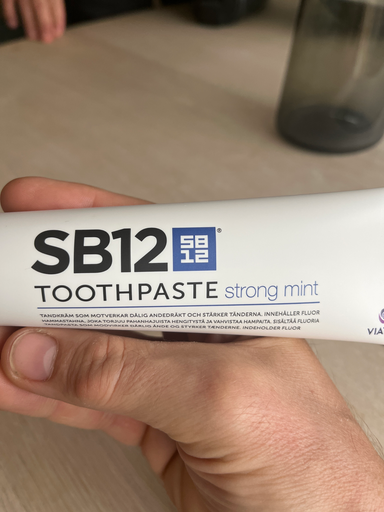 SB12 SB 12®
TOOTHPASTE strong mint
TANDKRÄM SOM MOTVERKAR DÅLIG ANDEDRÄKT OCH STÄRKER TÄNDERNA. INNEHÅLLER FLUOR
HAMMASTAHNA, JOKA TORJUU PAHANHAJUISTA HENGITYSTÄ JA VAHVISTAA HAMPAITA. SISÄLTÄÄ FLUORIA
TANDPASTA SOM MODVIRKER DÅRLIG ÅNDE OG STYRKER TÆNDERNE. INDEHOLDER FLUOR